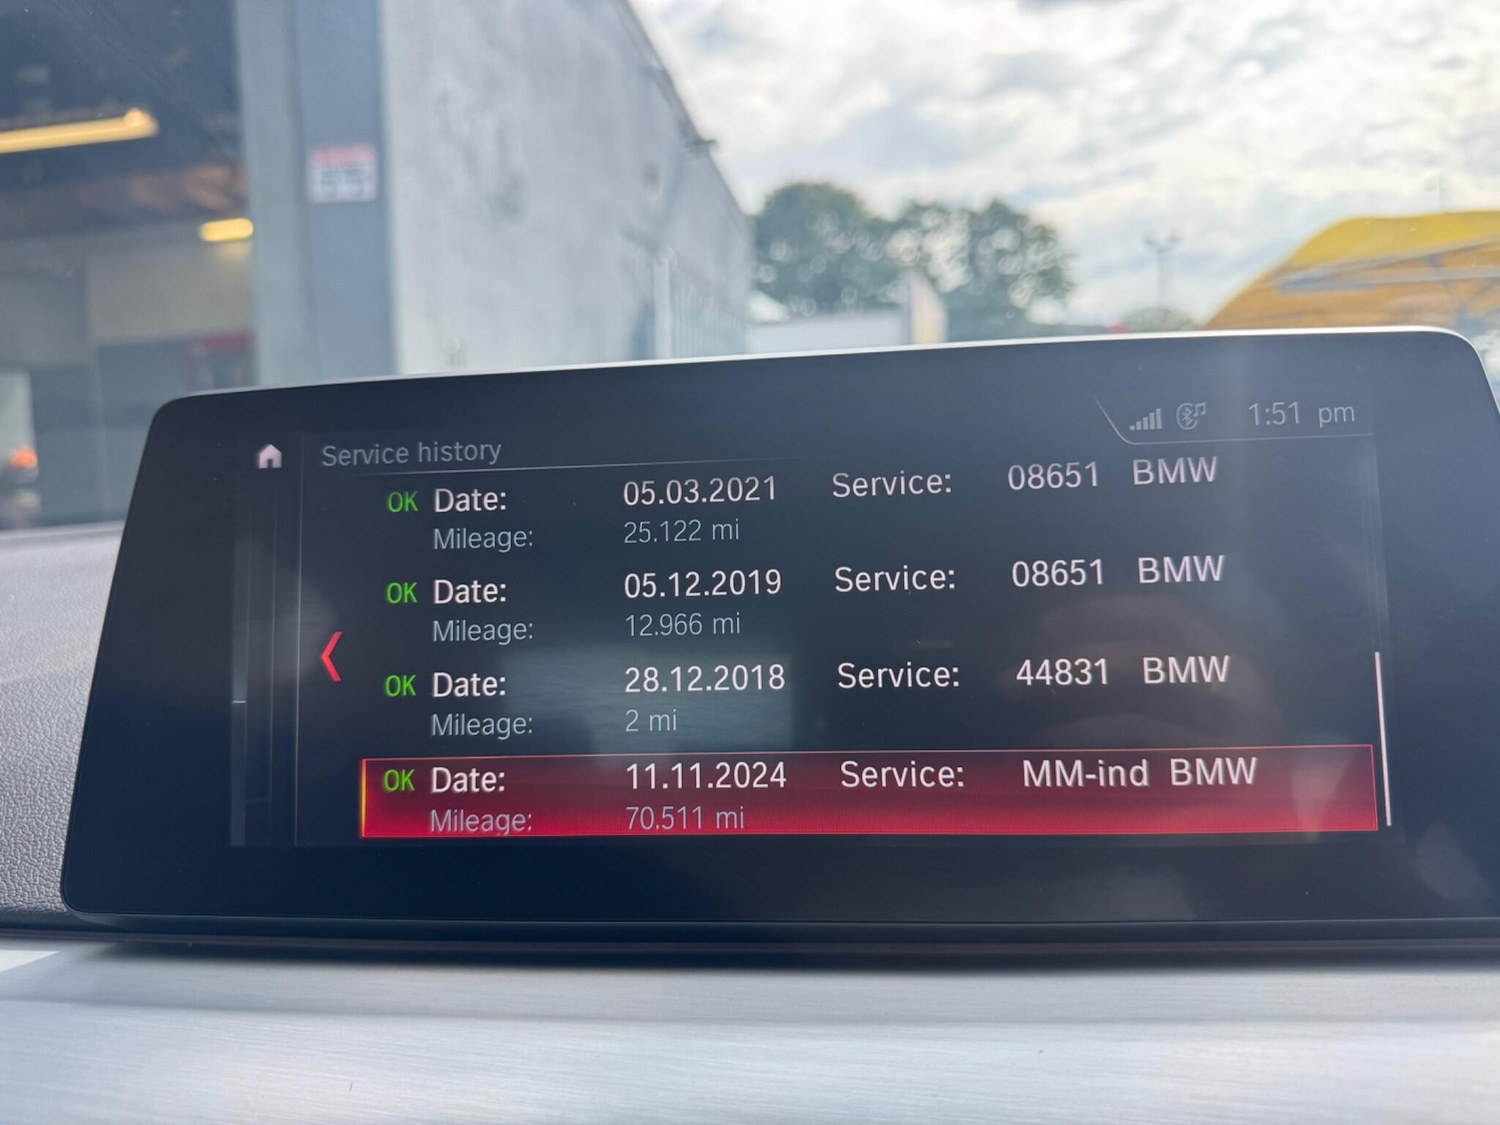 1:51 pm
Service history
OK Date: 05.03.2021 Service: 08651 BMW
Mileage: 25.122 mi
OK Date: 05.12.2019 Service: 08651 BMW
Mileage: 12.966 mi
OK Date: 28.12.2018 Service: 44831 BMW
Mileage: 2 mi
OK Date: 11.11.2024 Service: MM-ind BMW
Mileage: 70.511 mi